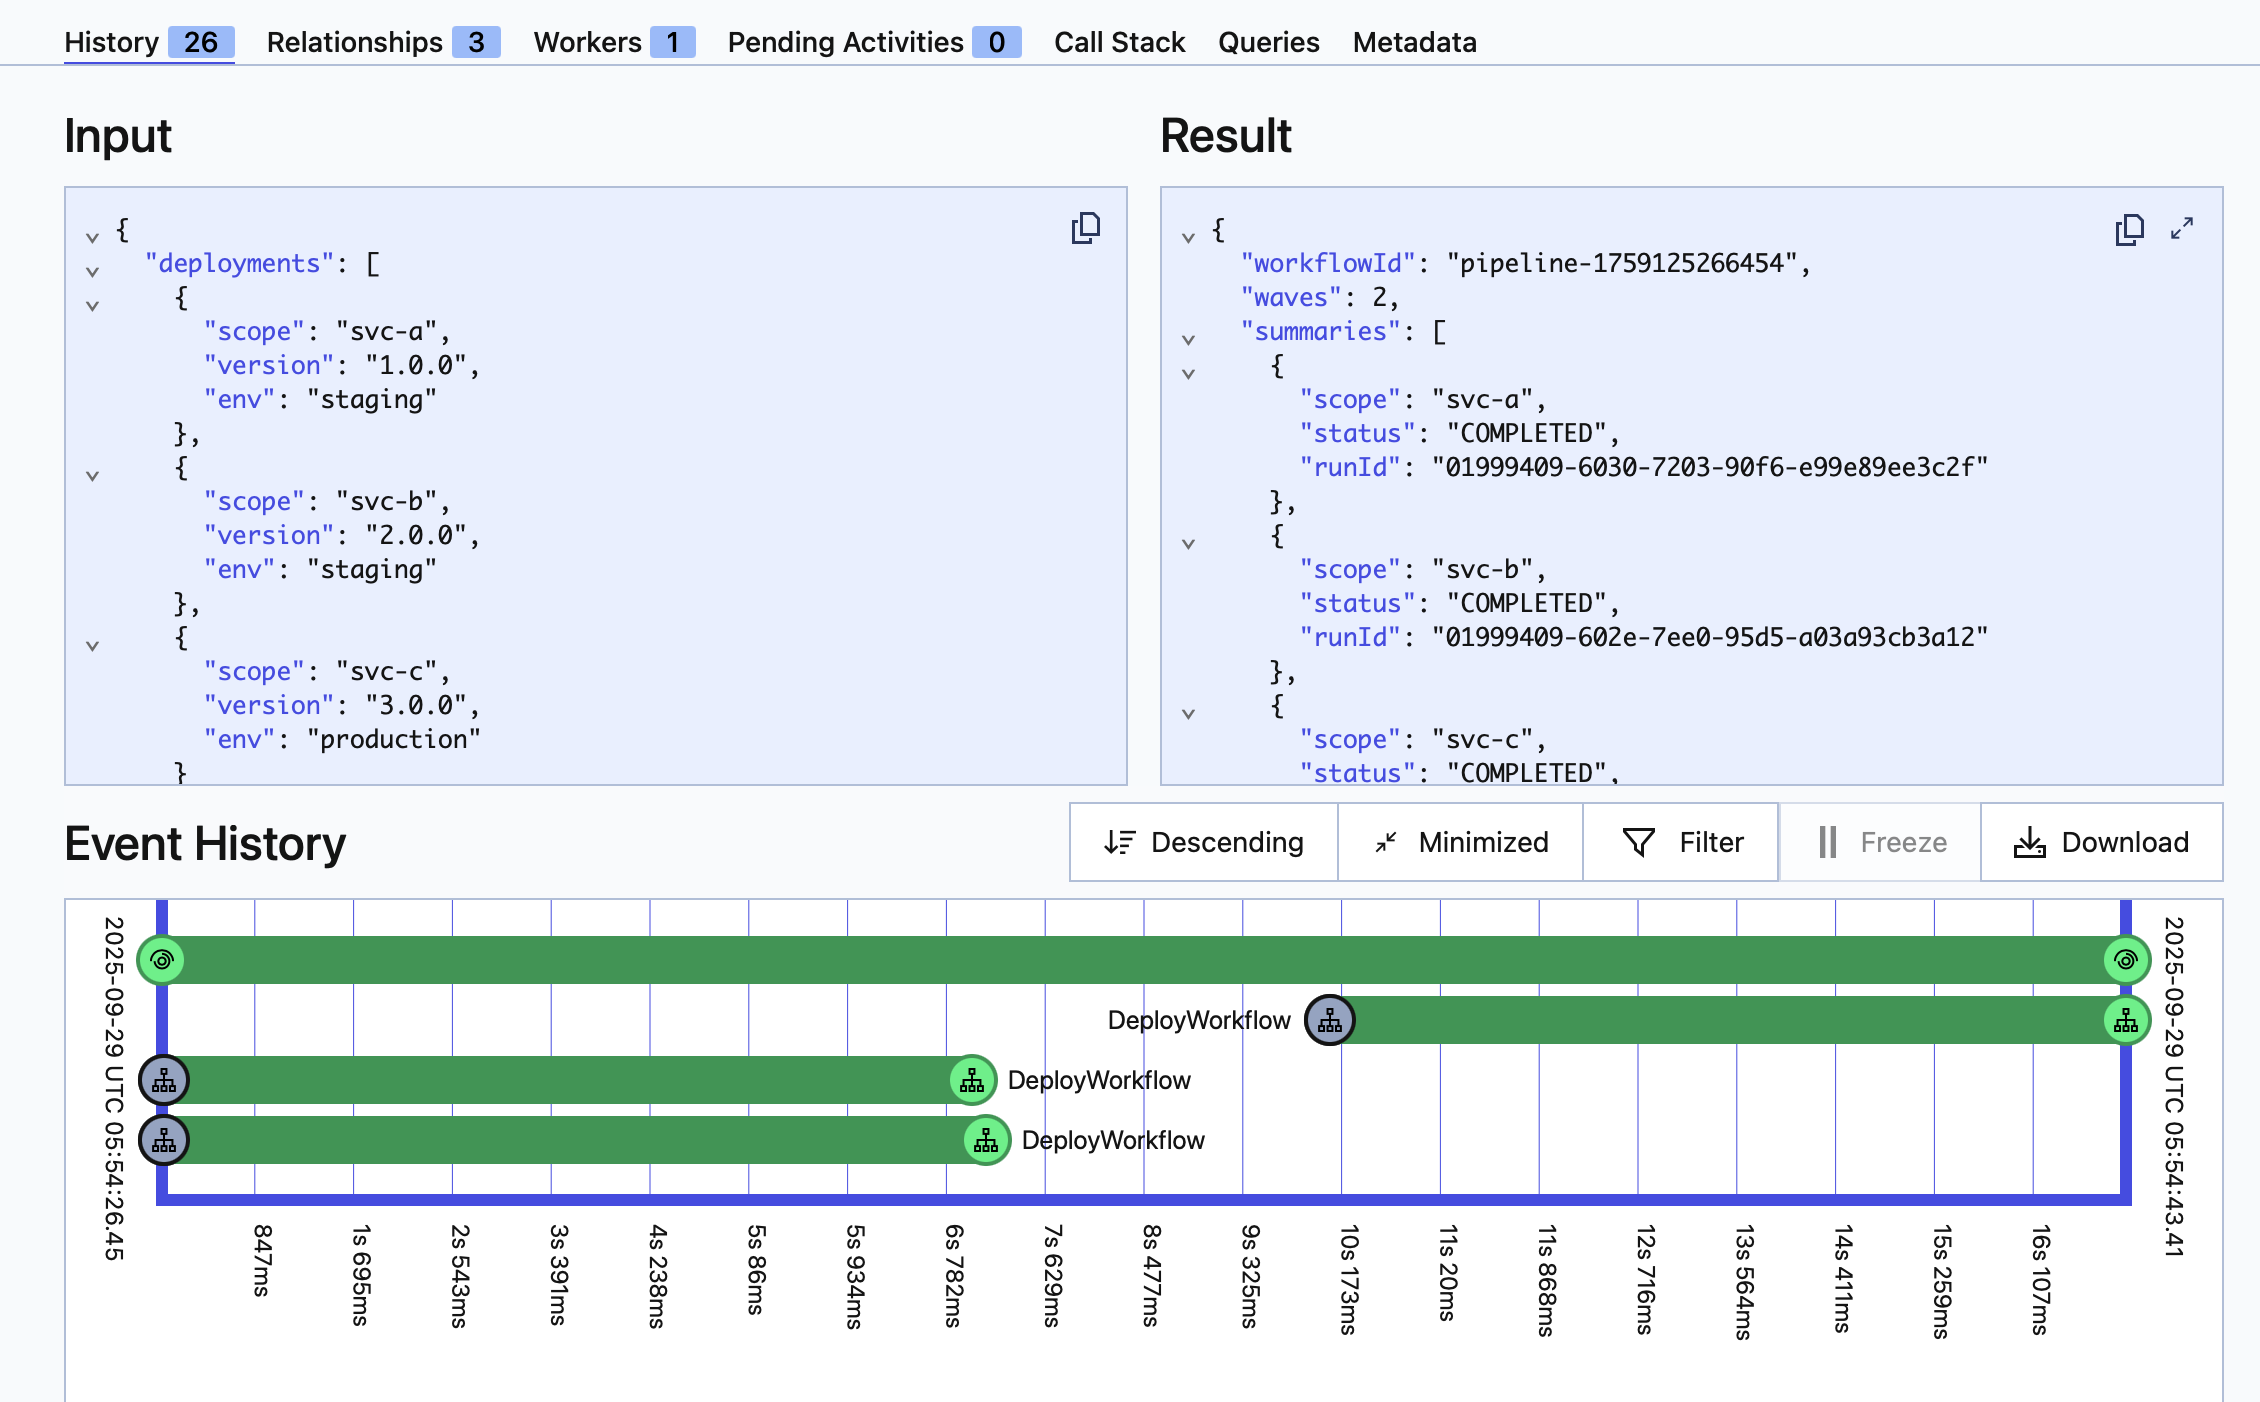 History 26 Relationships 3 Workers 1 Pending Activities 0 Call Stack Queries Metadata
Input
{
"deployments": [
{
"scope": "svc-a",
"version": "1.0.0",
"env": "staging"
},
{
"scope": "svc-b",
"version": "2.0.0",
"env": "staging"
},
{
"scope": "svc-c",
"version": "3.0.0",
"env": "production"
}
Result
{
"workflowId": "pipeline-1759125266454",
"waves": 2,
"summaries": [
{
"scope": "svc-a",
"status": "COMPLETED",
"runId": "01999409-6030-7203-90f6-e99e89ee3c2f"
},
{
"scope": "svc-b",
"status": "COMPLETED",
"runId": "01999409-602e-7ee0-95d5-a03a93cb3a12"
},
{
"scope": "svc-c",
"status": "COMPLETED",
Event History
Descending Minimized Filter Freeze Download
2025-09-29 UTC 05:54:26.45
DeployWorkflow
DeployWorkflow
DeployWorkflow
2025-09-29 UTC 05:54:43.41
847ms
1s 695ms
2s 543ms
3s 391ms
4s 238ms
5s 86ms
5s 934ms
6s 782ms
7s 629ms
8s 477ms
9s 325ms
10s 173ms
11s 20ms
11s 868ms
12s 716ms
13s 564ms
14s 411ms
15s 259ms
16s 107ms